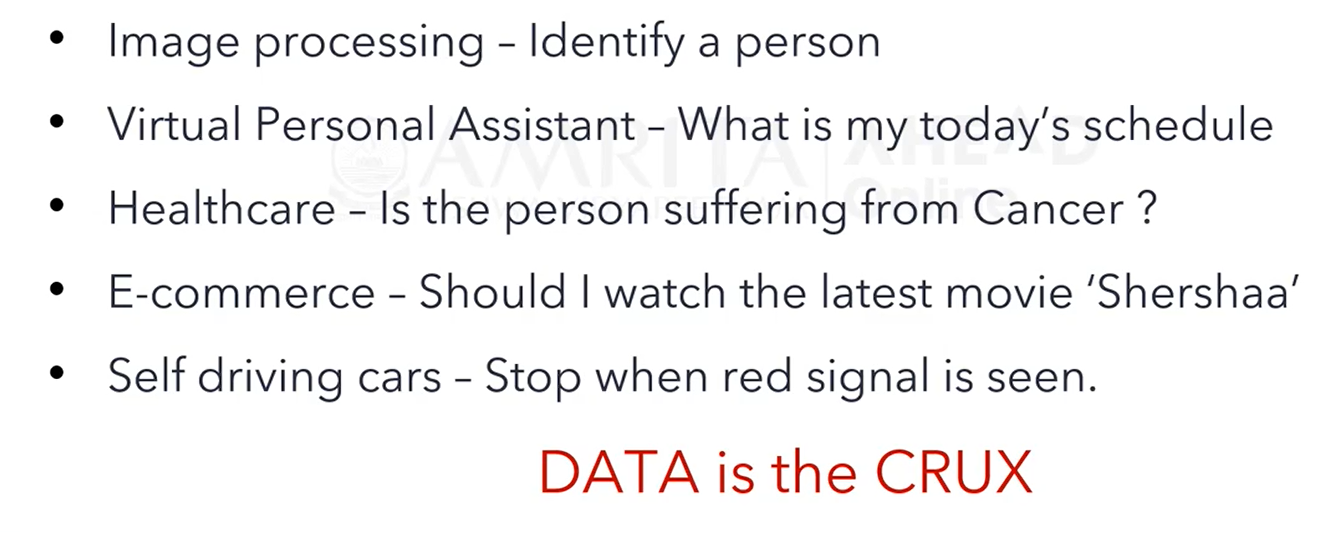 • Image processing – Identify a person
• Virtual Personal Assistant – What is my today’s schedule
• Healthcare – Is the person suffering from Cancer ?
• E-commerce – Should I watch the latest movie ‘Shershaa’
• Self driving cars – Stop when red signal is seen.
AMRITA AHEAD
Online
DATA is the CRUX